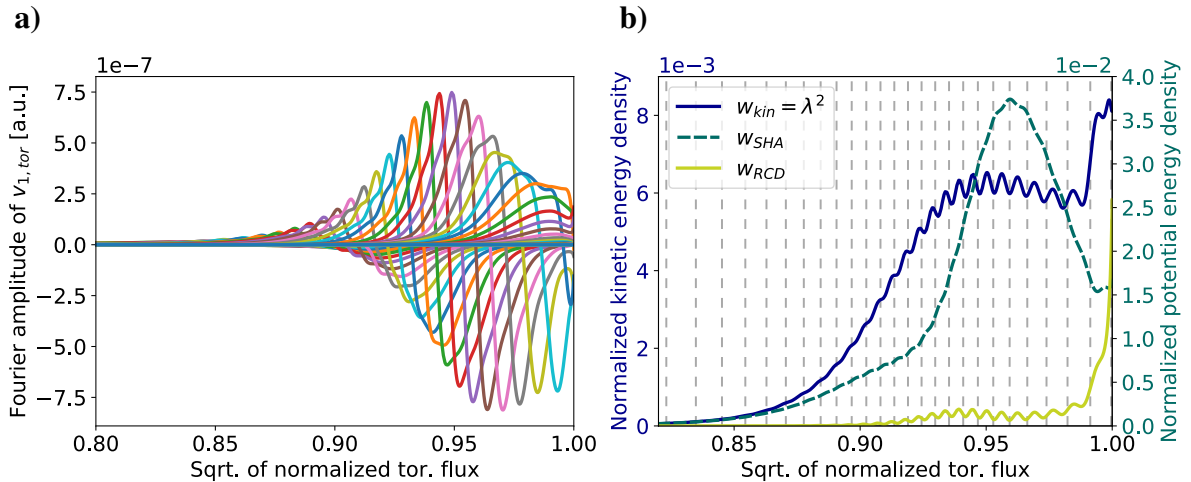 a)
1e−7
Fourier amplitude of v₁,tor [a.u.]
7.5
5.0
2.5
0.0
−2.5
−5.0
−7.5
0.80
0.85
0.90
0.95
1.00
Sqrt. of normalized tor. flux
b)
1e−3
1e−2
Normalized kinetic energy density
8
6
4
2
0
w_kin = λ²
w_SHA
w_RCD
4.0
3.5
3.0
2.5
2.0
1.5
1.0
0.5
0.0
Normalized potential energy density
0.85
0.90
0.95
1.00
Sqrt. of normalized tor. flux